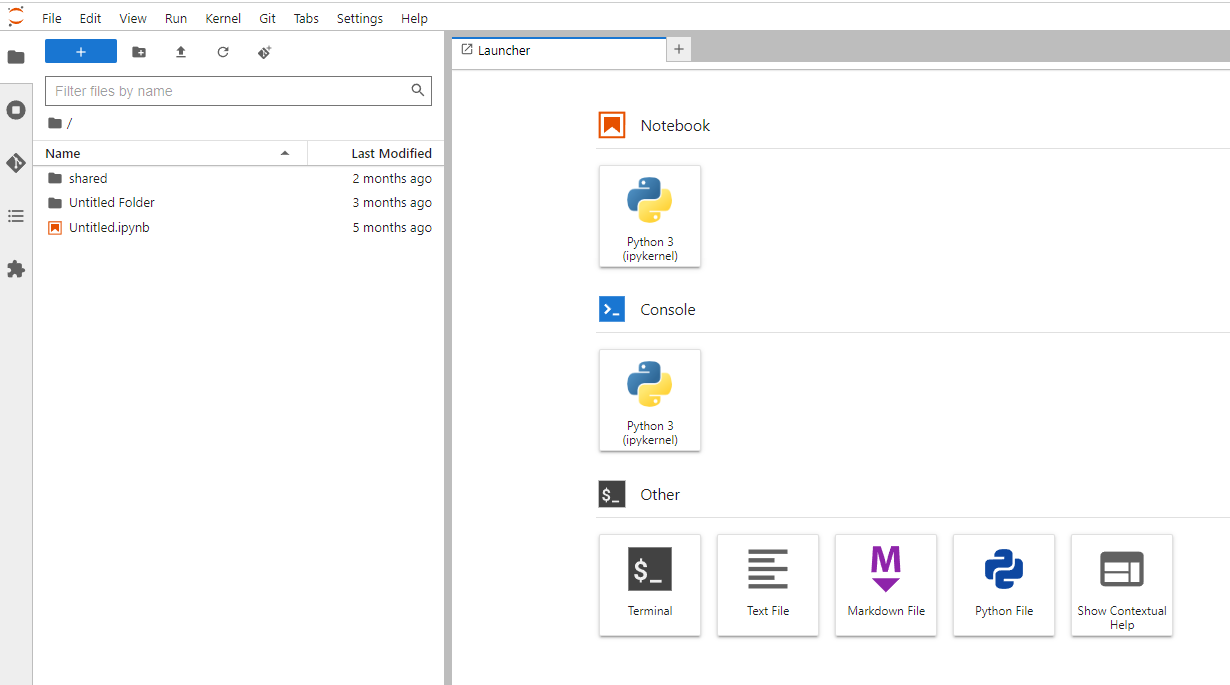 File Edit View Run Kernel Git Tabs Settings Help
+
Filter files by name
/
Name Last Modified
shared 2 months ago
Untitled Folder 3 months ago
Untitled.ipynb 5 months ago
Launcher +
Notebook
Python 3
(ipykernel)
>_ Console
Python 3
(ipykernel)
$_ Other
$_
Terminal
Text File
M
Markdown File
Python File
Show Contextual
Help